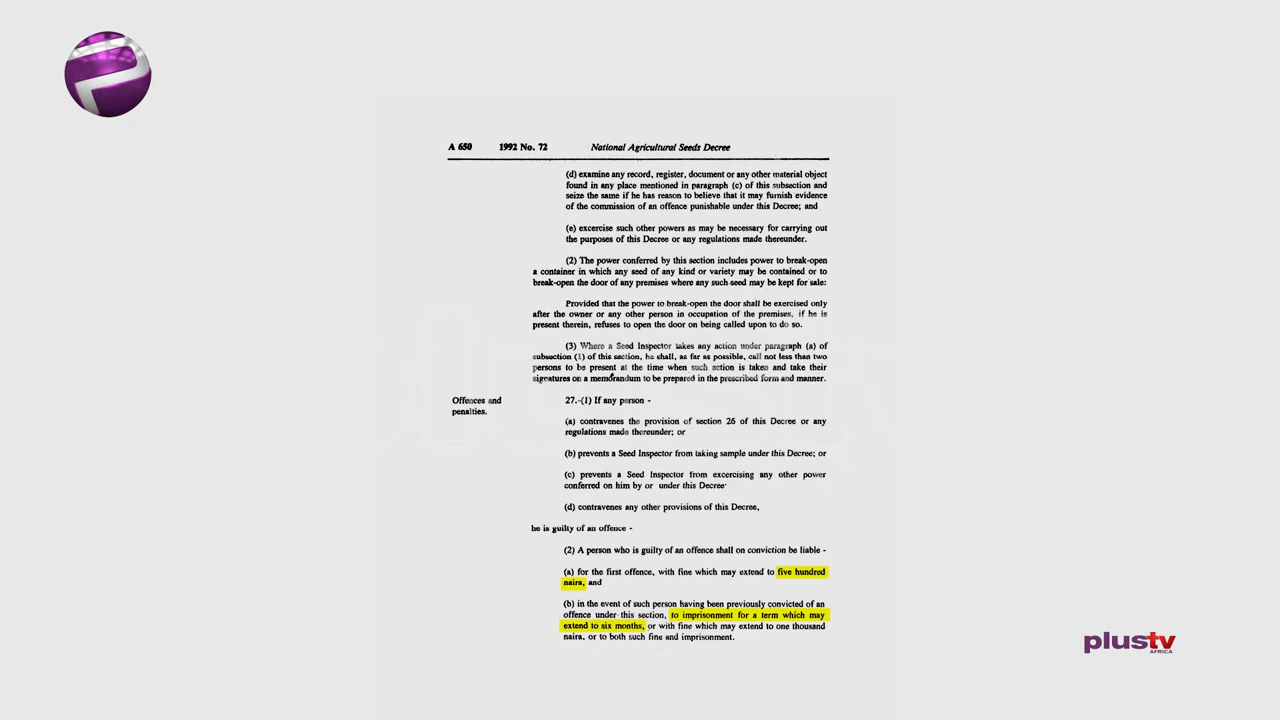 A 650 1992 No. 72 National Agricultural Seeds Decree
(d) examine any record, register, document or any other material object
found in any place mentioned in paragraph (c) of this subsection and
seize the same if he has reason to believe that it may furnish evidence
of the commission of an offence punishable under this Decree; and
(e) excercise such other powers as may be necessary for carrying out
the purposes of this Decree or any regulations made thereunder.
(2) The power conferred by this section includes power to break-open
a container in which any seed of any kind or variety may be contained or to
break-open the door of any premises where any such seed may be kept for sale:
Provided that the power to break-open the door shall be exercised only
after the owner or any other person in occupation of the premises, if he is
present therein, refuses to open the door on being called upon to do so.
(3) Where a Seed Inspector takes any action under paragraph (a) of
subsection (1) of this section, he shall, as far as possible, call not less than two
persons to be present at the time when such action is taken and take their
signatures on a memorandum to be prepared in the prescribed form and manner.
Offences and
penalties.
27.-(1) If any person -
(a) contravenes the provision of section 26 of this Decree or any
regulations made thereunder; or
(b) prevents a Seed Inspector from taking sample under this Decree; or
(c) prevents a Seed Inspector from excercising any other power
conferred on him by or under this Decree·
(d) contravenes any other provisions of this Decree,
he is guilty of an offence -
(2) A person who is guilty of an offence shall on conviction be liable -
(a) for the first offence, with fine which may extend to five hundred
naira, and
(b) in the event of such person having been previously convicted of an
offence under this section, to imprisonment for a term which may
extend to six months, or with fine which may extend to one thousand
naira, or to both such fine and imprisonment.
plustv
AFRICA